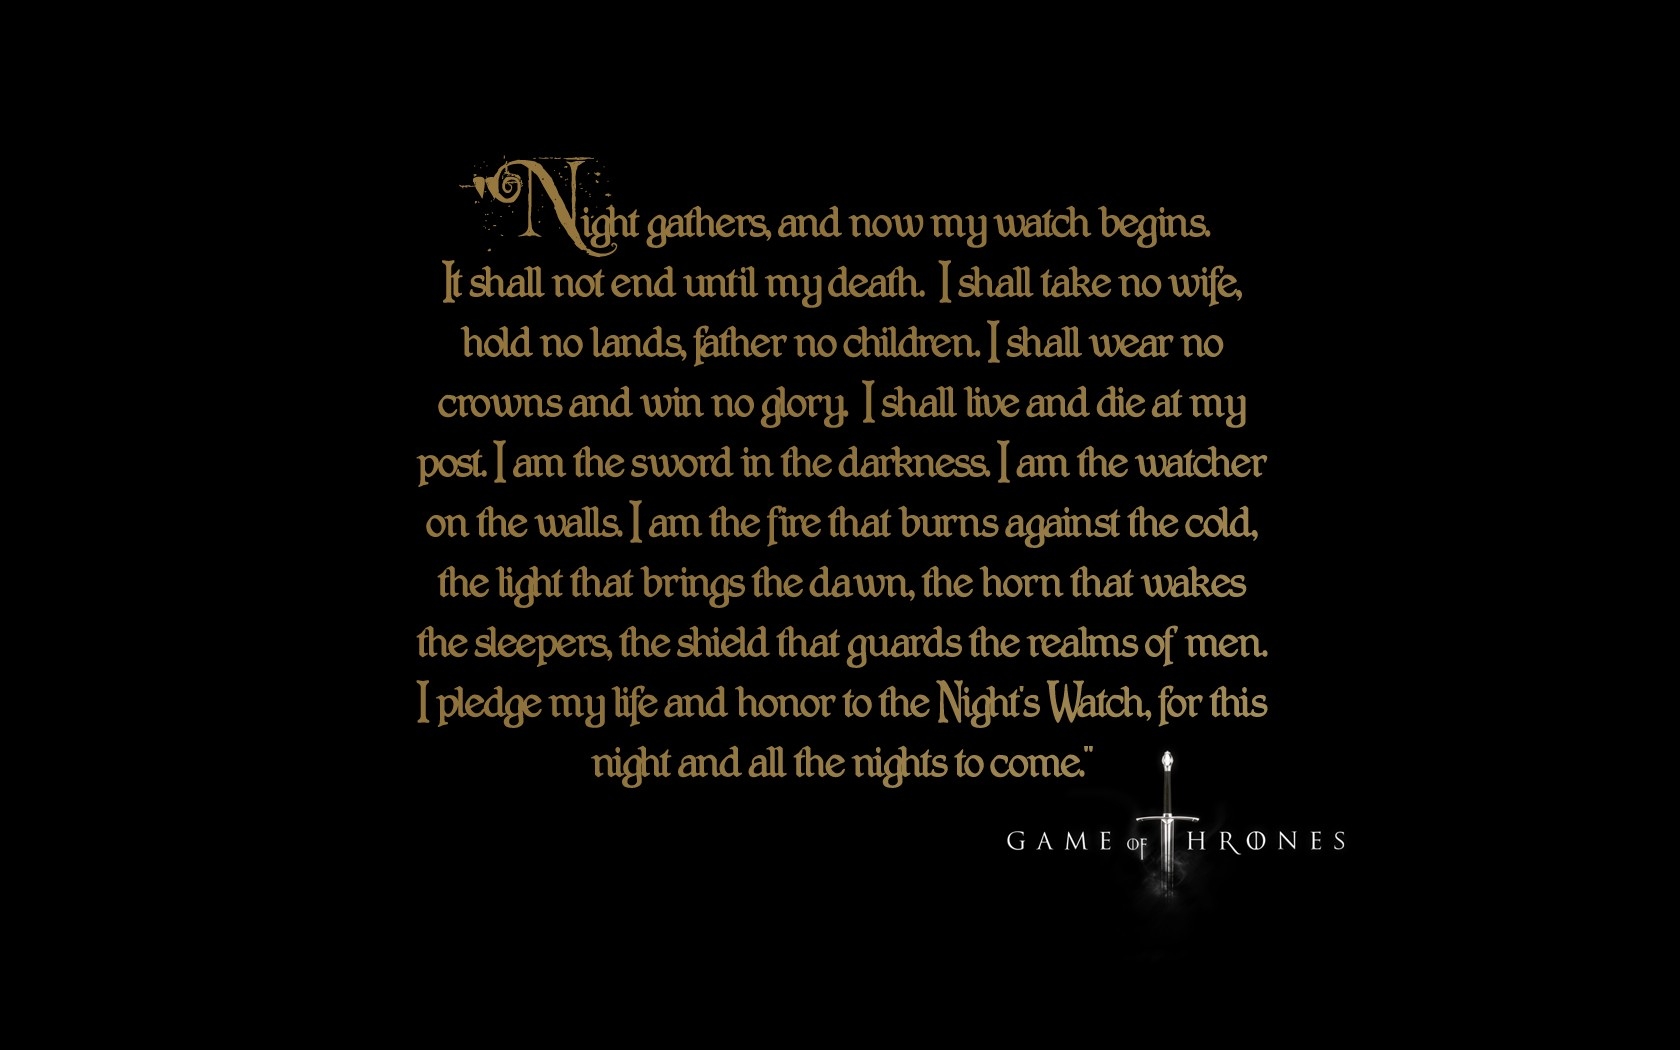 "Night gathers, and now my watch begins.
It shall not end until my death. I shall take no wife,
hold no lands, father no children. I shall wear no
crowns and win no glory. I shall live and die at my
post. I am the sword in the darkness. I am the watcher
on the walls. I am the fire that burns against the cold,
the light that brings the dawn, the horn that wakes
the sleepers, the shield that guards the realms of men.
I pledge my life and honor to the Night's Watch, for this
night and all the nights to come."
GAME OF THRONES